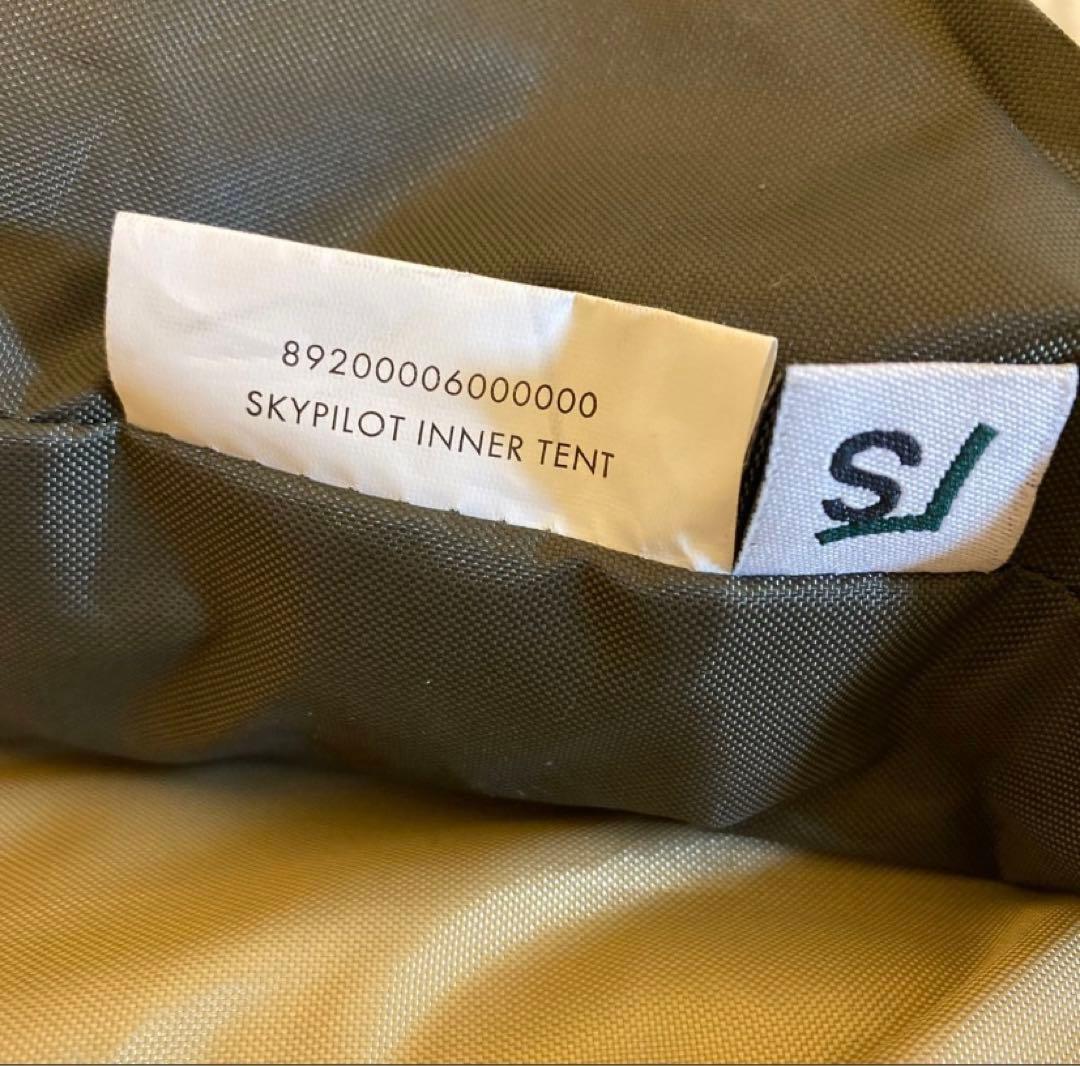 89200006000000
SKYPILOT INNER TENT
S